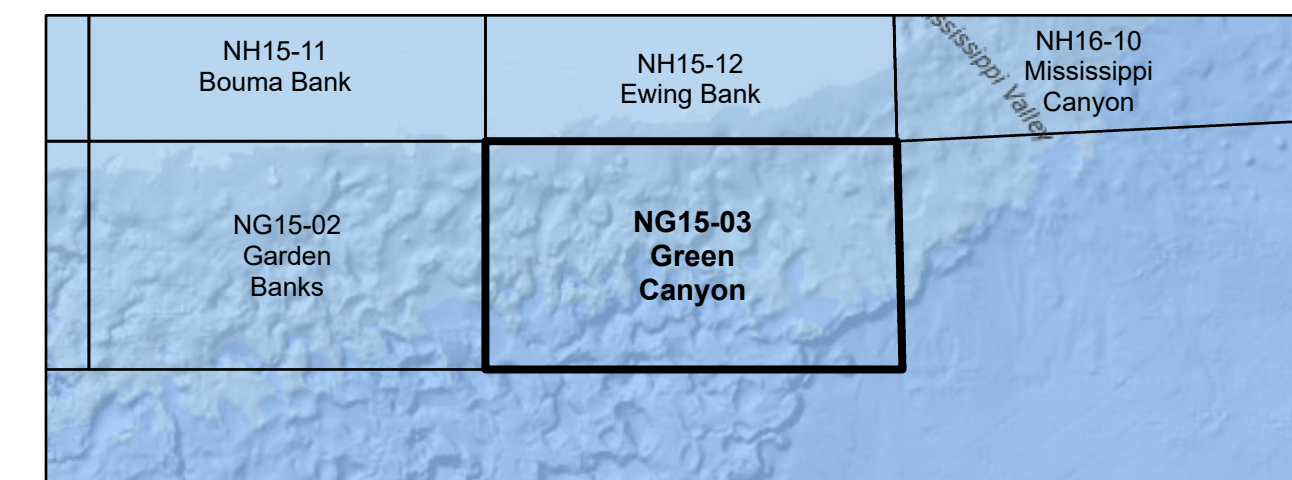 NH15-11
Bouma Bank
NH15-12
Ewing Bank
NH16-10
Mississippi
Canyon
ssissippi Valley
NG15-02
Garden
Banks
NG15-03
Green
Canyon